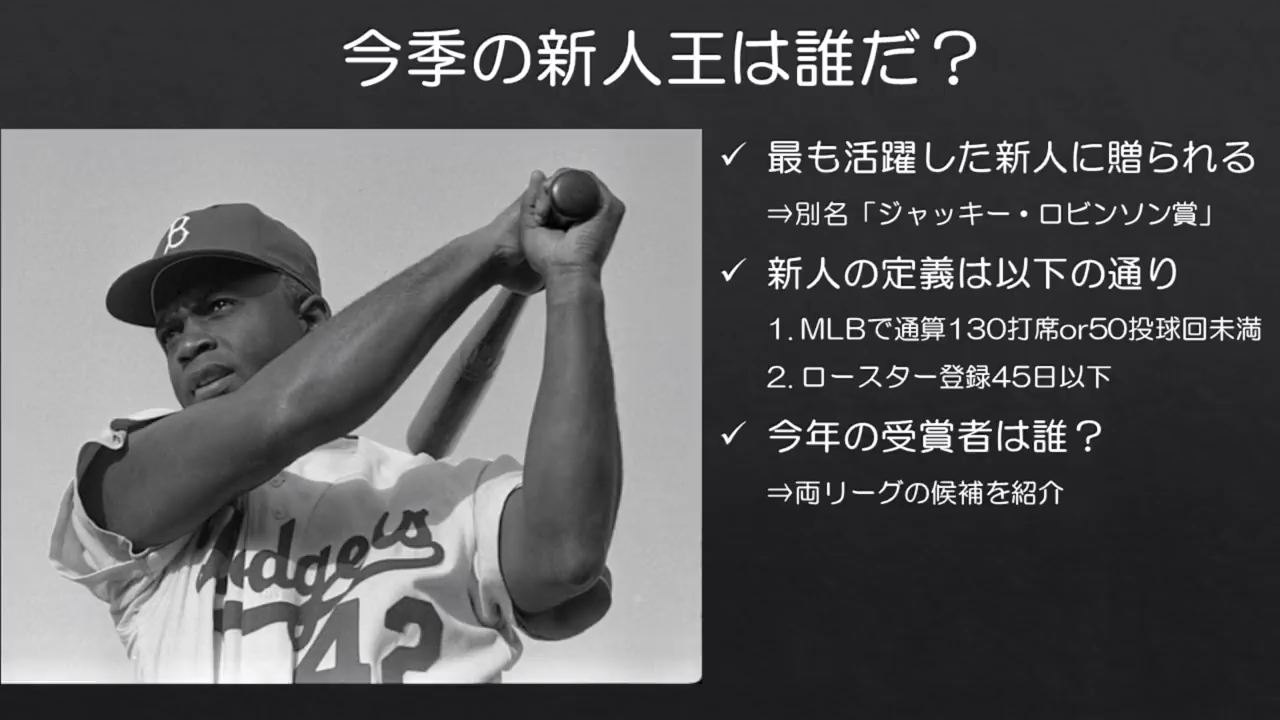 今季の新人王は誰だ？
✓ 最も活躍した新人に贈られる
⇒別名「ジャッキー・ロビンソン賞」
✓ 新人の定義は以下の通り
1. MLBで通算130打席or50投球回未満
2. ロースター登録45日以下
✓ 今年の受賞者は誰？
⇒両リーグの候補を紹介
B
Dodgers
42